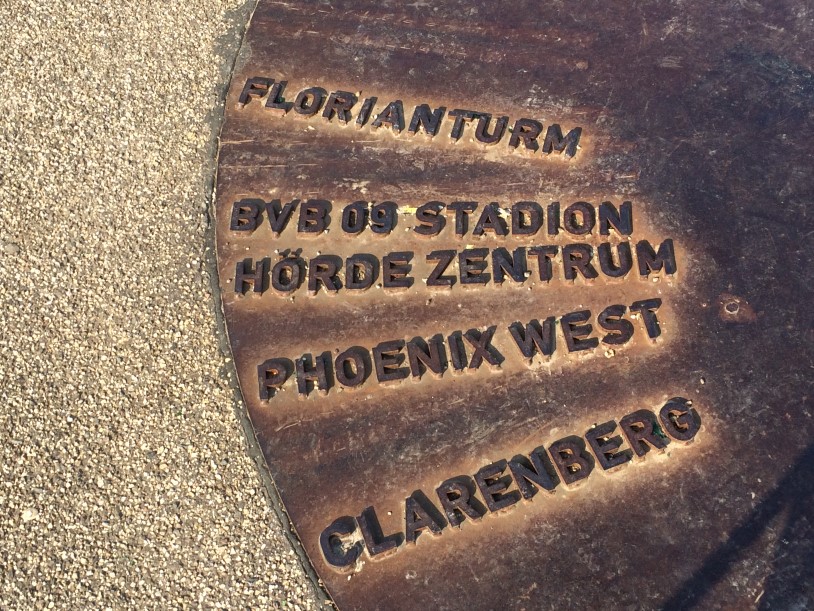 FLORIANTURM
BVB 09 STADION
HÖRDE ZENTRUM
PHOENIX WEST
CLARENBERG